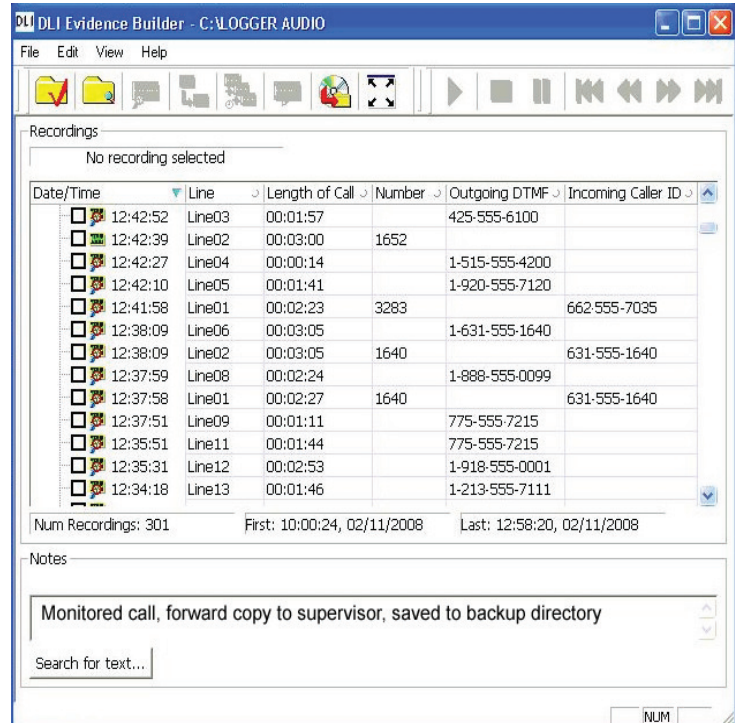 DLI DLI Evidence Builder - C:\LOGGER AUDIO
File Edit View Help
Recordings
No recording selected
Date/Time Line Length of Call Number Outgoing DTMF Incoming Caller ID
12:42:52 Line03 00:01:57 425-555-6100
12:42:39 Line02 00:03:00 1652
12:42:27 Line04 00:00:14 1-515-555-4200
12:42:10 Line05 00:01:41 1-920-555-7120
12:41:58 Line01 00:02:23 3283 662-555-7035
12:38:09 Line06 00:03:05 1-631-555-1640
12:38:09 Line02 00:03:05 1640 631-555-1640
12:37:59 Line08 00:02:24 1-888-555-0099
12:37:58 Line01 00:02:27 1640 631-555-1640
12:37:51 Line09 00:01:11 775-555-7215
12:35:51 Line11 00:01:44 775-555-7215
12:35:31 Line12 00:02:53 1-918-555-0001
12:34:18 Line13 00:01:46 1-213-555-7111
Num Recordings: 301 First: 10:00:24, 02/11/2008 Last: 12:58:20, 02/11/2008
Notes
Monitored call, forward copy to supervisor, saved to backup directory
Search for text...
NUM